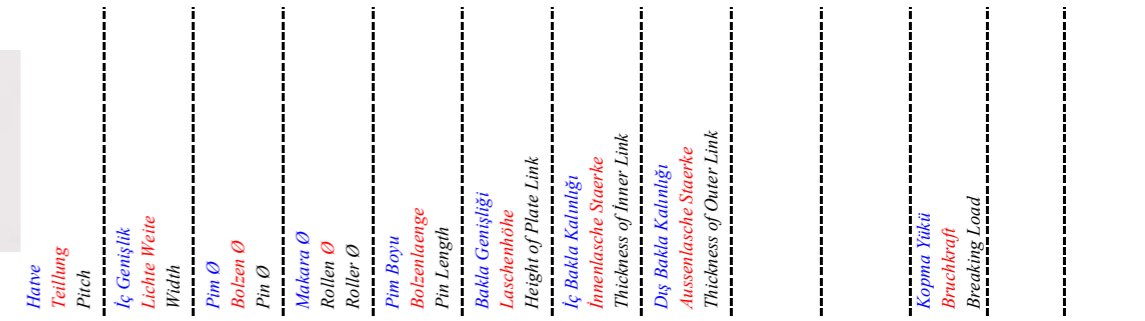 Hatve
Teillung
Pitch
İç Genişlik
Lichte Weite
Width
Pim Ø
Bolzen Ø
Pin Ø
Makara Ø
Rollen Ø
Roller Ø
Pim Boyu
Bolzenlaenge
Pin Length
Bakla Genişliği
Laschenhöhe
Height of Plate Link
İç Bakla Kalınlığı
İnnenlasche Staerke
Thickness of İnner Link
Dış Bakla Kalınlığı
Aussenlasche Staerke
Thickness of Outer Link
Kopma Yükü
Bruchkraft
Breaking Load